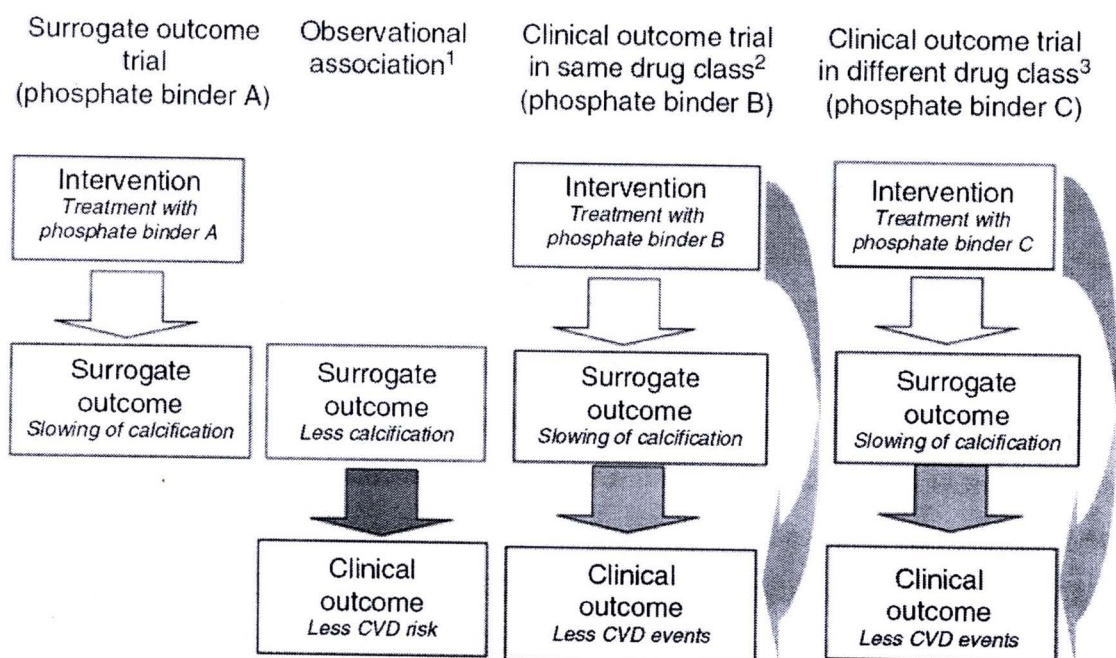 Surrogate outcome
trial
(phosphate binder A)
Observational
association¹
Clinical outcome trial
in same drug class²
(phosphate binder B)
Clinical outcome trial
in different drug class³
(phosphate binder C)
Intervention
Treatment with
phosphate binder A
Intervention
Treatment with
phosphate binder B
Intervention
Treatment with
phosphate binder C
Surrogate
outcome
Slowing of calcification
Surrogate
outcome
Less calcification
Surrogate
outcome
Slowing of calcification
Surrogate
outcome
Slowing of calcification
Clinical
outcome
Less CVD risk
Clinical
outcome
Less CVD events
Clinical
outcome
Less CVD events